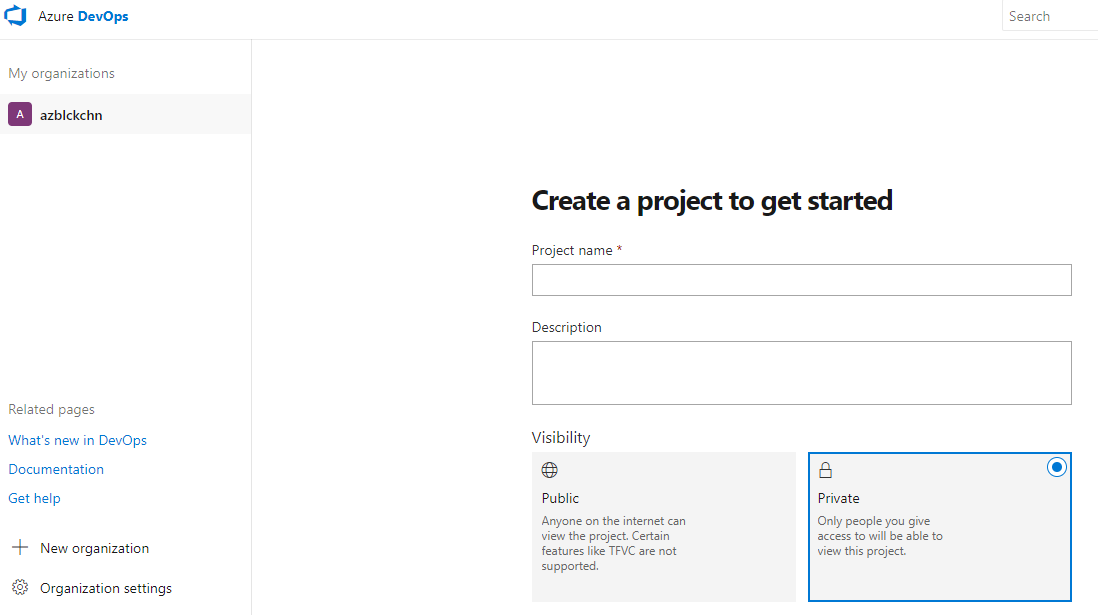 Azure DevOps
Search
My organizations
A azblckchn
Create a project to get started
Project name *
Description
Visibility
Public
Anyone on the internet can
view the project. Certain
features like TFVC are not
supported.
Private
Only people you give
access to will be able to
view this project.
Related pages
What's new in DevOps
Documentation
Get help
New organization
Organization settings